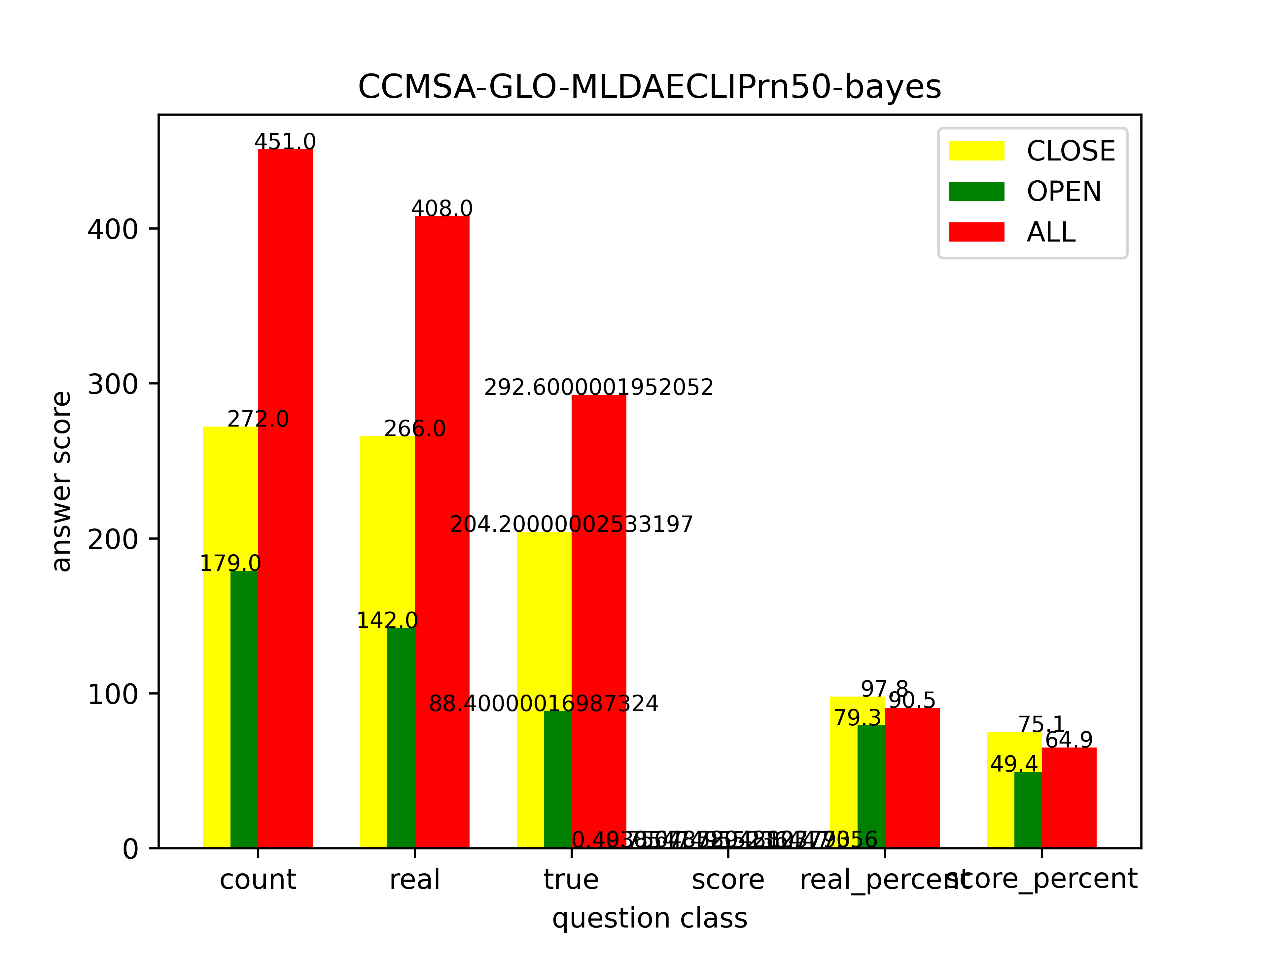 CCMSA-GLO-MLDAECLIPrn50-bayes
CLOSE
OPEN
ALL
answer score
400
300
200
100
0
451.0
272.0
179.0
408.0
266.0
142.0
292.6000001952052
204.20000002533197
88.40000016987324
97.8
79.3
90.5
75.1
49.4
64.9
count
real
true
score
real_percent
score_percent
question class